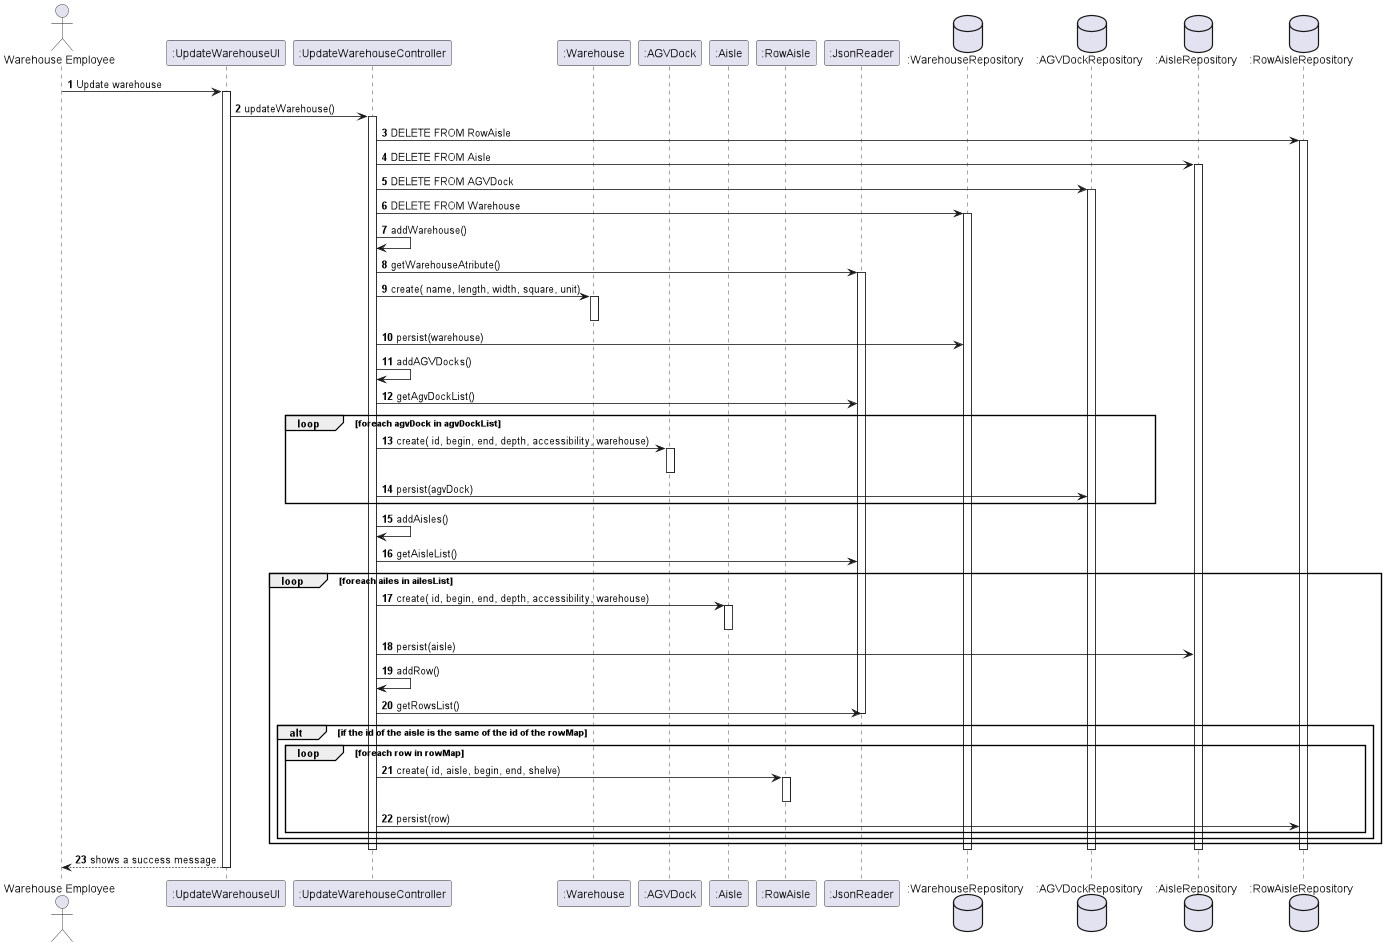 Warehouse Employee
:UpdateWarehouseUI
:UpdateWarehouseController
:Warehouse
:AGVDock
:Aisle
:RowAisle
:JsonReader
:WarehouseRepository
:AGVDockRepository
:AisleRepository
:RowAisleRepository
1 Update warehouse
2 updateWarehouse()
3 DELETE FROM RowAisle
4 DELETE FROM Aisle
5 DELETE FROM AGVDock
6 DELETE FROM Warehouse
7 addWarehouse()
8 getWarehouseAtribute()
9 create( name, length, width, square, unit)
10 persist(warehouse)
11 addAGVDocks()
12 getAgvDockList()
loop [foreach agvDock in agvDockList]
13 create( id, begin, end, depth, accessibility, warehouse)
14 persist(agvDock)
15 addAisles()
16 getAisleList()
loop [foreach ailes in ailesList]
17 create( id, begin, end, depth, accessibility, warehouse)
18 persist(aisle)
19 addRow()
20 getRowsList()
alt [if the id of the aisle is the same of the id of the rowMap]
loop [foreach row in rowMap]
21 create( id, aisle, begin, end, shelve)
22 persist(row)
23 shows a success message
Warehouse Employee
:UpdateWarehouseUI
:UpdateWarehouseController
:Warehouse
:AGVDock
:Aisle
:RowAisle
:JsonReader
:WarehouseRepository
:AGVDockRepository
:AisleRepository
:RowAisleRepository